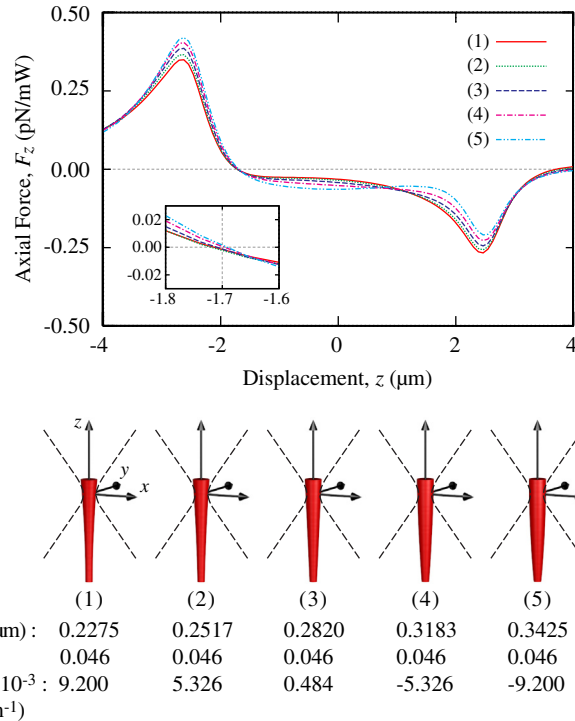 0.50
0.25
0.00
-0.25
-0.50
Axial Force, Fz (pN/mW)
(1)
(2)
(3)
(4)
(5)
0.02
0.00
-0.02
-1.8 -1.7 -1.6
-4 -2 0 2 4
Displacement, z (µm)
z
y
x
(1) (2) (3) (4) (5)
µm) : 0.2275 0.2517 0.2820 0.3183 0.3425
0.046 0.046 0.046 0.046 0.046
10⁻³ : 9.200 5.326 0.484 -5.326 -9.200
m⁻¹)